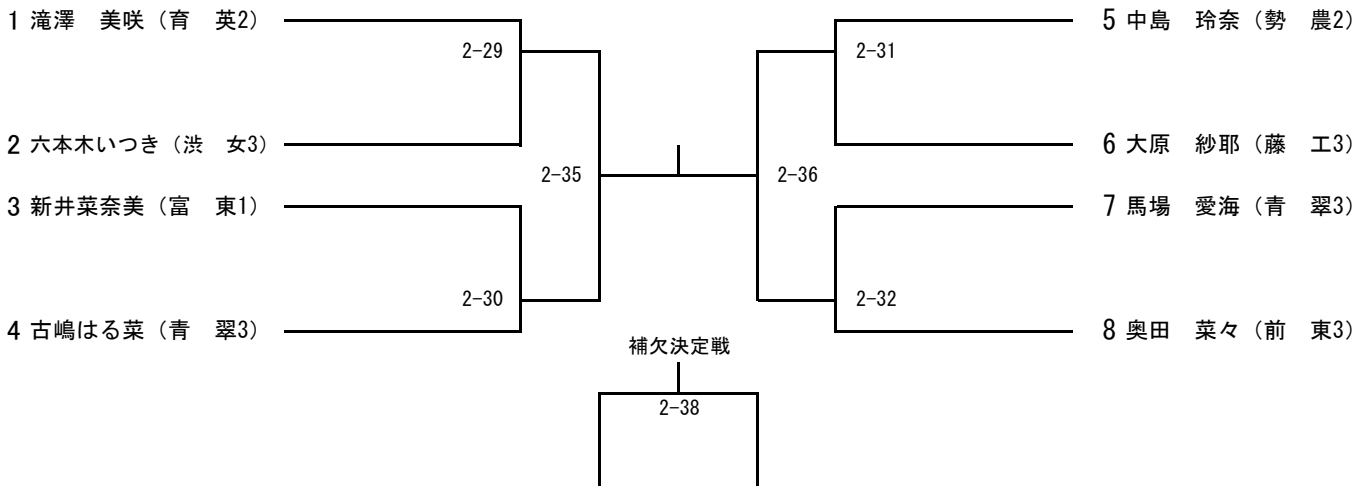 1 滝澤　美咲（育　英2）
2-29
2 六本木いつき（渋　女3）
2-35
3 新井菜奈美（富　東1）
2-30
4 古嶋はる菜（青　翠3）
5 中島　玲奈（勢　農2）
2-31
6 大原　紗耶（藤　工3）
2-36
7 馬場　愛海（青　翠3）
2-32
8 奥田　菜々（前　東3）
補欠決定戦
2-38